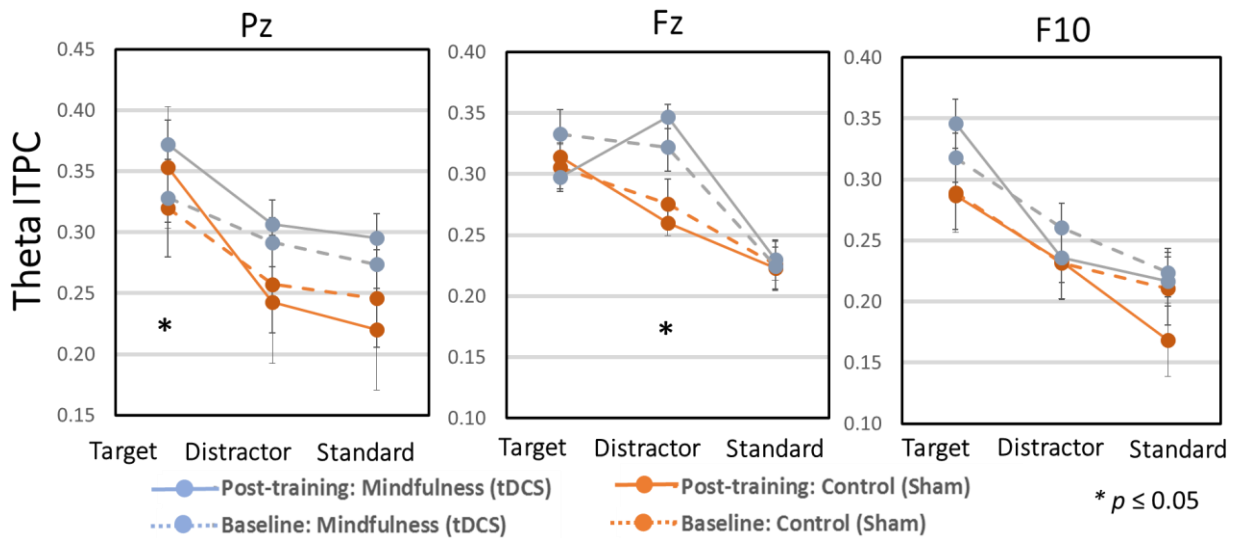 Pz
Fz
F10
Theta ITPC
0.45
0.40
0.35
0.30
0.25
0.20
0.15
*
0.40
0.35
0.30
0.25
0.20
0.15
0.10
*
0.40
0.35
0.30
0.25
0.20
0.15
0.10
Target Distractor Standard
Target Distractor Standard
Target Distractor Standard
Post-training: Mindfulness (tDCS)
Post-training: Control (Sham)
Baseline: Mindfulness (tDCS)
Baseline: Control (Sham)
* p ≤ 0.05